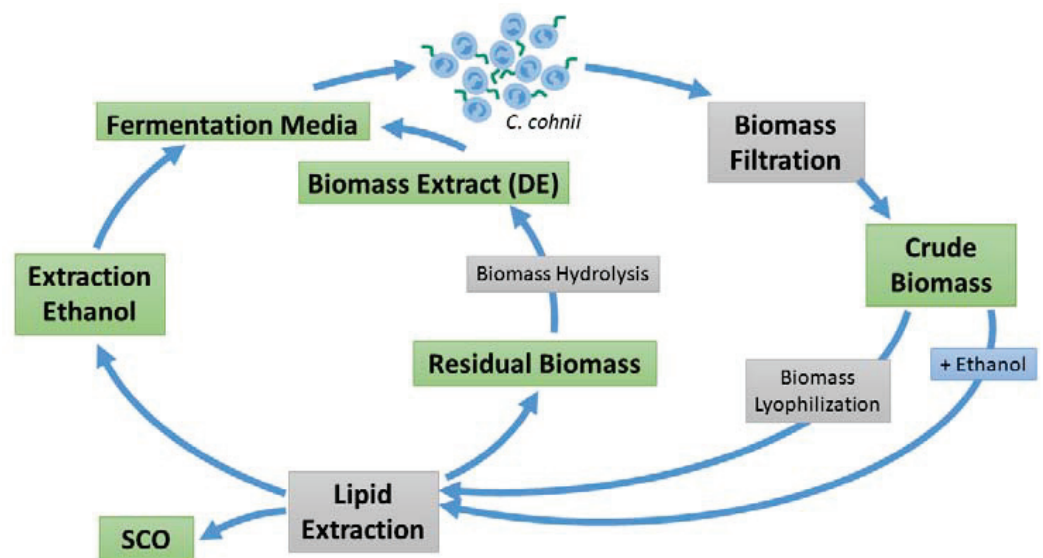 C. cohnii
Fermentation Media
Biomass
Filtration
Biomass Extract (DE)
Crude
Biomass
Extraction
Ethanol
Biomass Hydrolysis
Residual Biomass
+ Ethanol
Biomass
Lyophilization
Lipid
Extraction
SCO